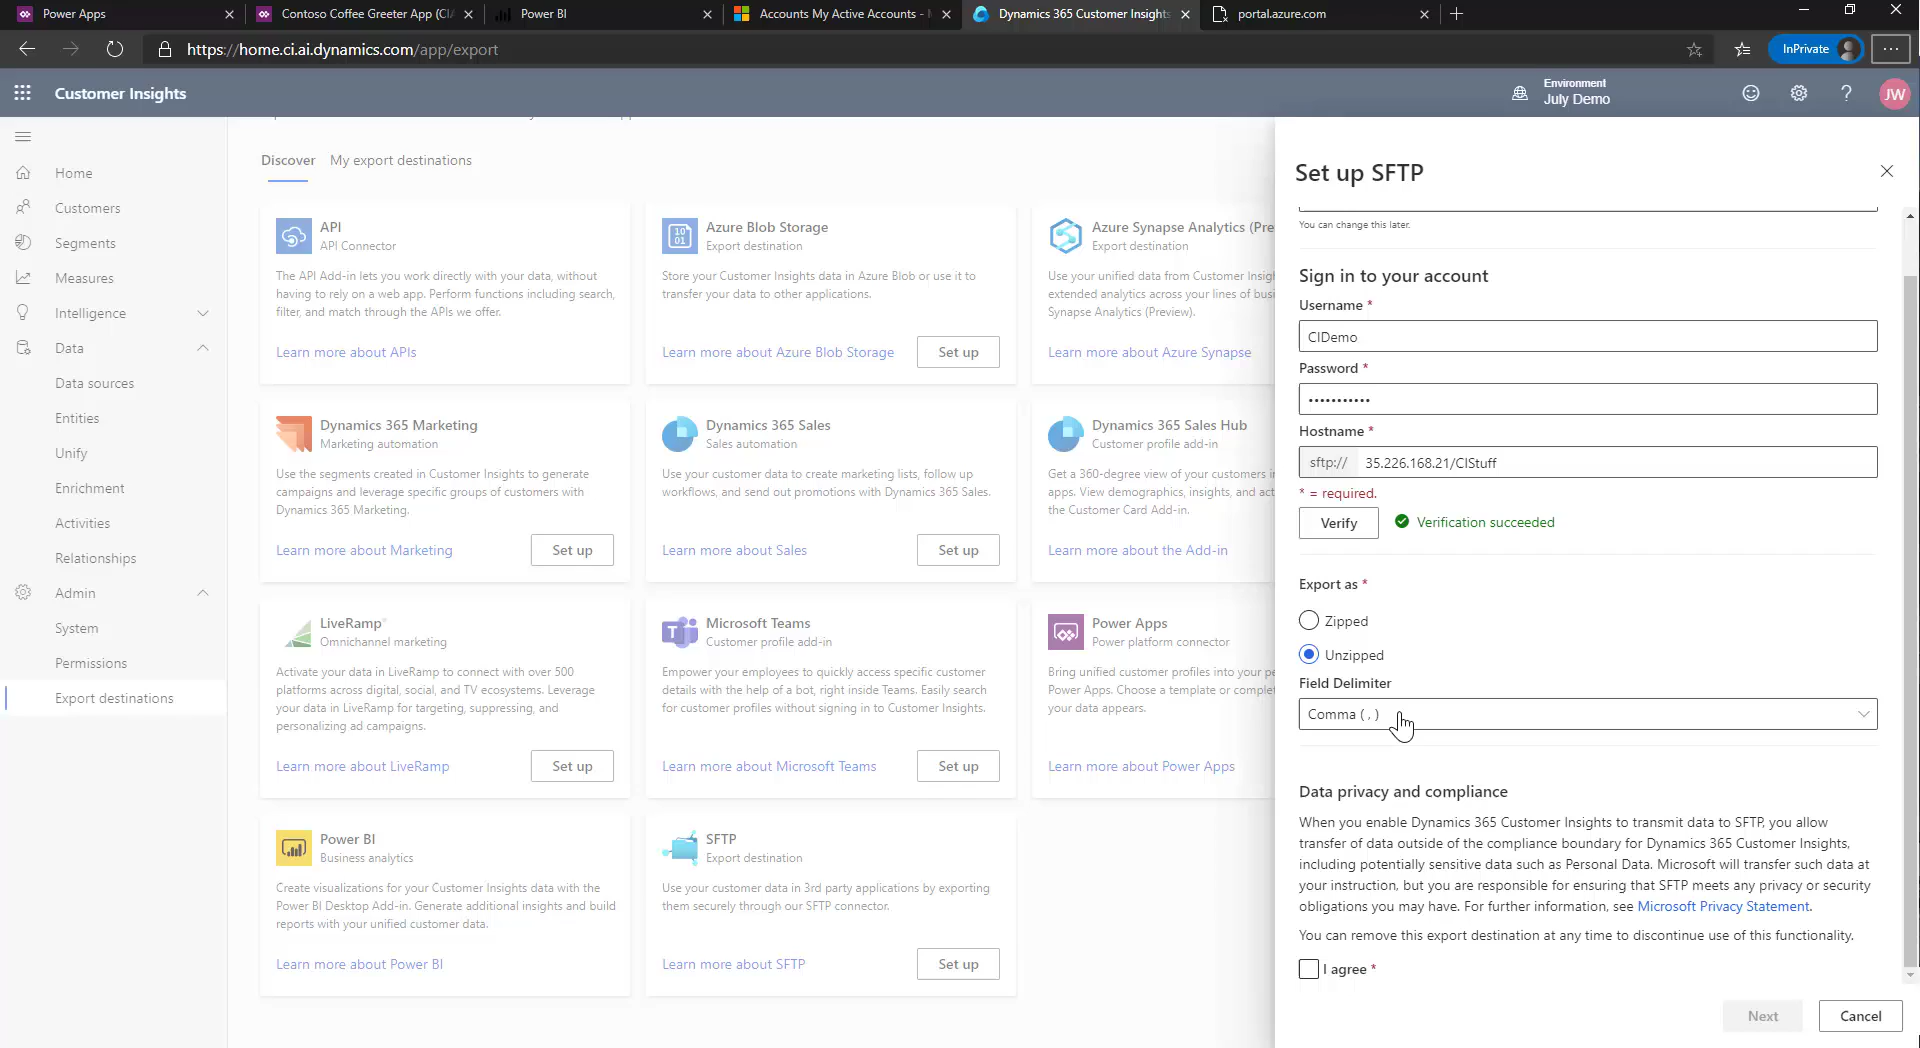 Power Apps
Contoso Coffee Greeter App (CIA
Power BI
Accounts My Active Accounts -
Dynamics 365 Customer Insights
portal.azure.com
https://home.ci.ai.dynamics.com/app/export
InPrivate
Customer Insights
Environment
July Demo
JW
Home
Customers
Segments
Measures
Intelligence
Data
Data sources
Entities
Unify
Enrichment
Activities
Relationships
Admin
System
Permissions
Export destinations
Discover
My export destinations
API
API Connector
The API Add-in lets you work directly with your data, without
having to rely on a web app. Perform functions including search,
filter, and match through the APIs we offer.
Learn more about APIs
Azure Blob Storage
Export destination
Store your Customer Insights data in Azure Blob or use it to
transfer your data to other applications.
Learn more about Azure Blob Storage
Set up
Azure Synapse Analytics (Pre
Export destination
Use your unified data from Customer Insigh
extended analytics across your lines of busi
Synapse Analytics (Preview).
Learn more about Azure Synapse
Dynamics 365 Marketing
Marketing automation
Use the segments created in Customer Insights to generate
campaigns and leverage specific groups of customers with
Dynamics 365 Marketing.
Learn more about Marketing
Set up
Dynamics 365 Sales
Sales automation
Use your customer data to create marketing lists, follow up
workflows, and send out promotions with Dynamics 365 Sales.
Learn more about Sales
Set up
Dynamics 365 Sales Hub
Customer profile add-in
Get a 360-degree view of your customers in
apps. View demographics, insights, and act
the Customer Card Add-in.
Learn more about the Add-in
LiveRamp®
Omnichannel marketing
Activate your data in LiveRamp to connect with over 500
platforms across digital, social, and TV ecosystems. Leverage
your data in LiveRamp for targeting, suppressing, and
personalizing ad campaigns.
Learn more about LiveRamp
Set up
Microsoft Teams
Customer profile add-in
Empower your employees to quickly access specific customer
details with the help of a bot, right inside Teams. Easily search
for customer profiles without signing in to Customer Insights.
Learn more about Microsoft Teams
Set up
Power Apps
Power platform connector
Bring unified customer profiles into your pe
Power Apps. Choose a template or complet
your data appears.
Learn more about Power Apps
Power BI
Business analytics
Create visualizations for your Customer Insights data with the
Power BI Desktop Add-in. Generate additional insights and build
reports with your unified customer data.
Learn more about Power BI
SFTP
Export destination
Use your customer data in 3rd party applications by exporting
them securely through our SFTP connector.
Learn more about SFTP
Set up
Set up SFTP
You can change this later.
Sign in to your account
Username *
CIDemo
Password *
•••••••••••
Hostname *
sftp:// 35.226.168.21/CIStuff
* = required.
Verify
Verification succeeded
Export as *
Zipped
Unzipped
Field Delimiter
Comma ( , )
Data privacy and compliance
When you enable Dynamics 365 Customer Insights to transmit data to SFTP, you allow
transfer of data outside of the compliance boundary for Dynamics 365 Customer Insights,
including potentially sensitive data such as Personal Data. Microsoft will transfer such data at
your instruction, but you are responsible for ensuring that SFTP meets any privacy or security
obligations you may have. For further information, see Microsoft Privacy Statement.
You can remove this export destination at any time to discontinue use of this functionality.
I agree *
Next
Cancel